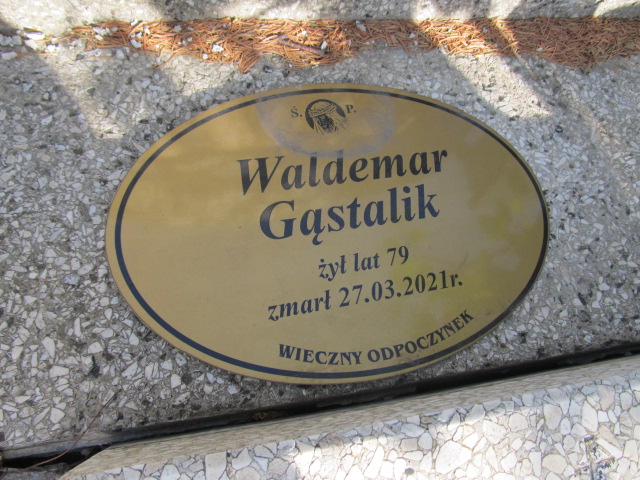 Ś. P.
Waldemar
Gąstalik
żył lat 79
zmarł 27.03.2021r.
WIECZNY ODPOCZYNEK